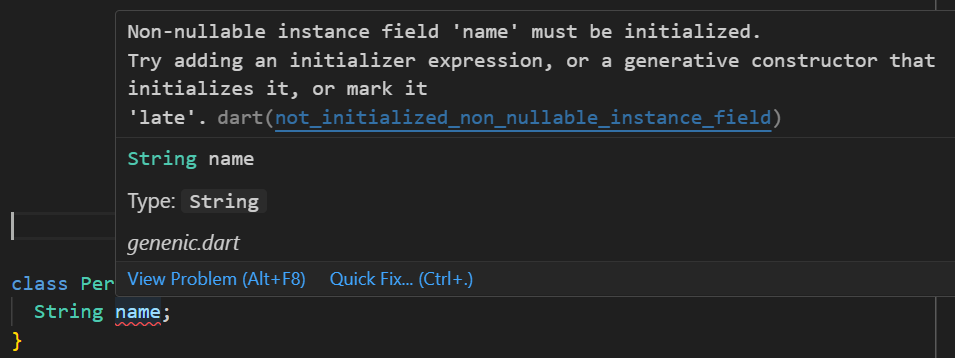 Non-nullable instance field 'name' must be initialized.
Try adding an initializer expression, or a generative constructor that
initializes it, or mark it
'late'. dart(not_initialized_non_nullable_instance_field)
String name
Type: String
genenic.dart
View Problem (Alt+F8) Quick Fix... (Ctrl+.)
class Per
String name;
}